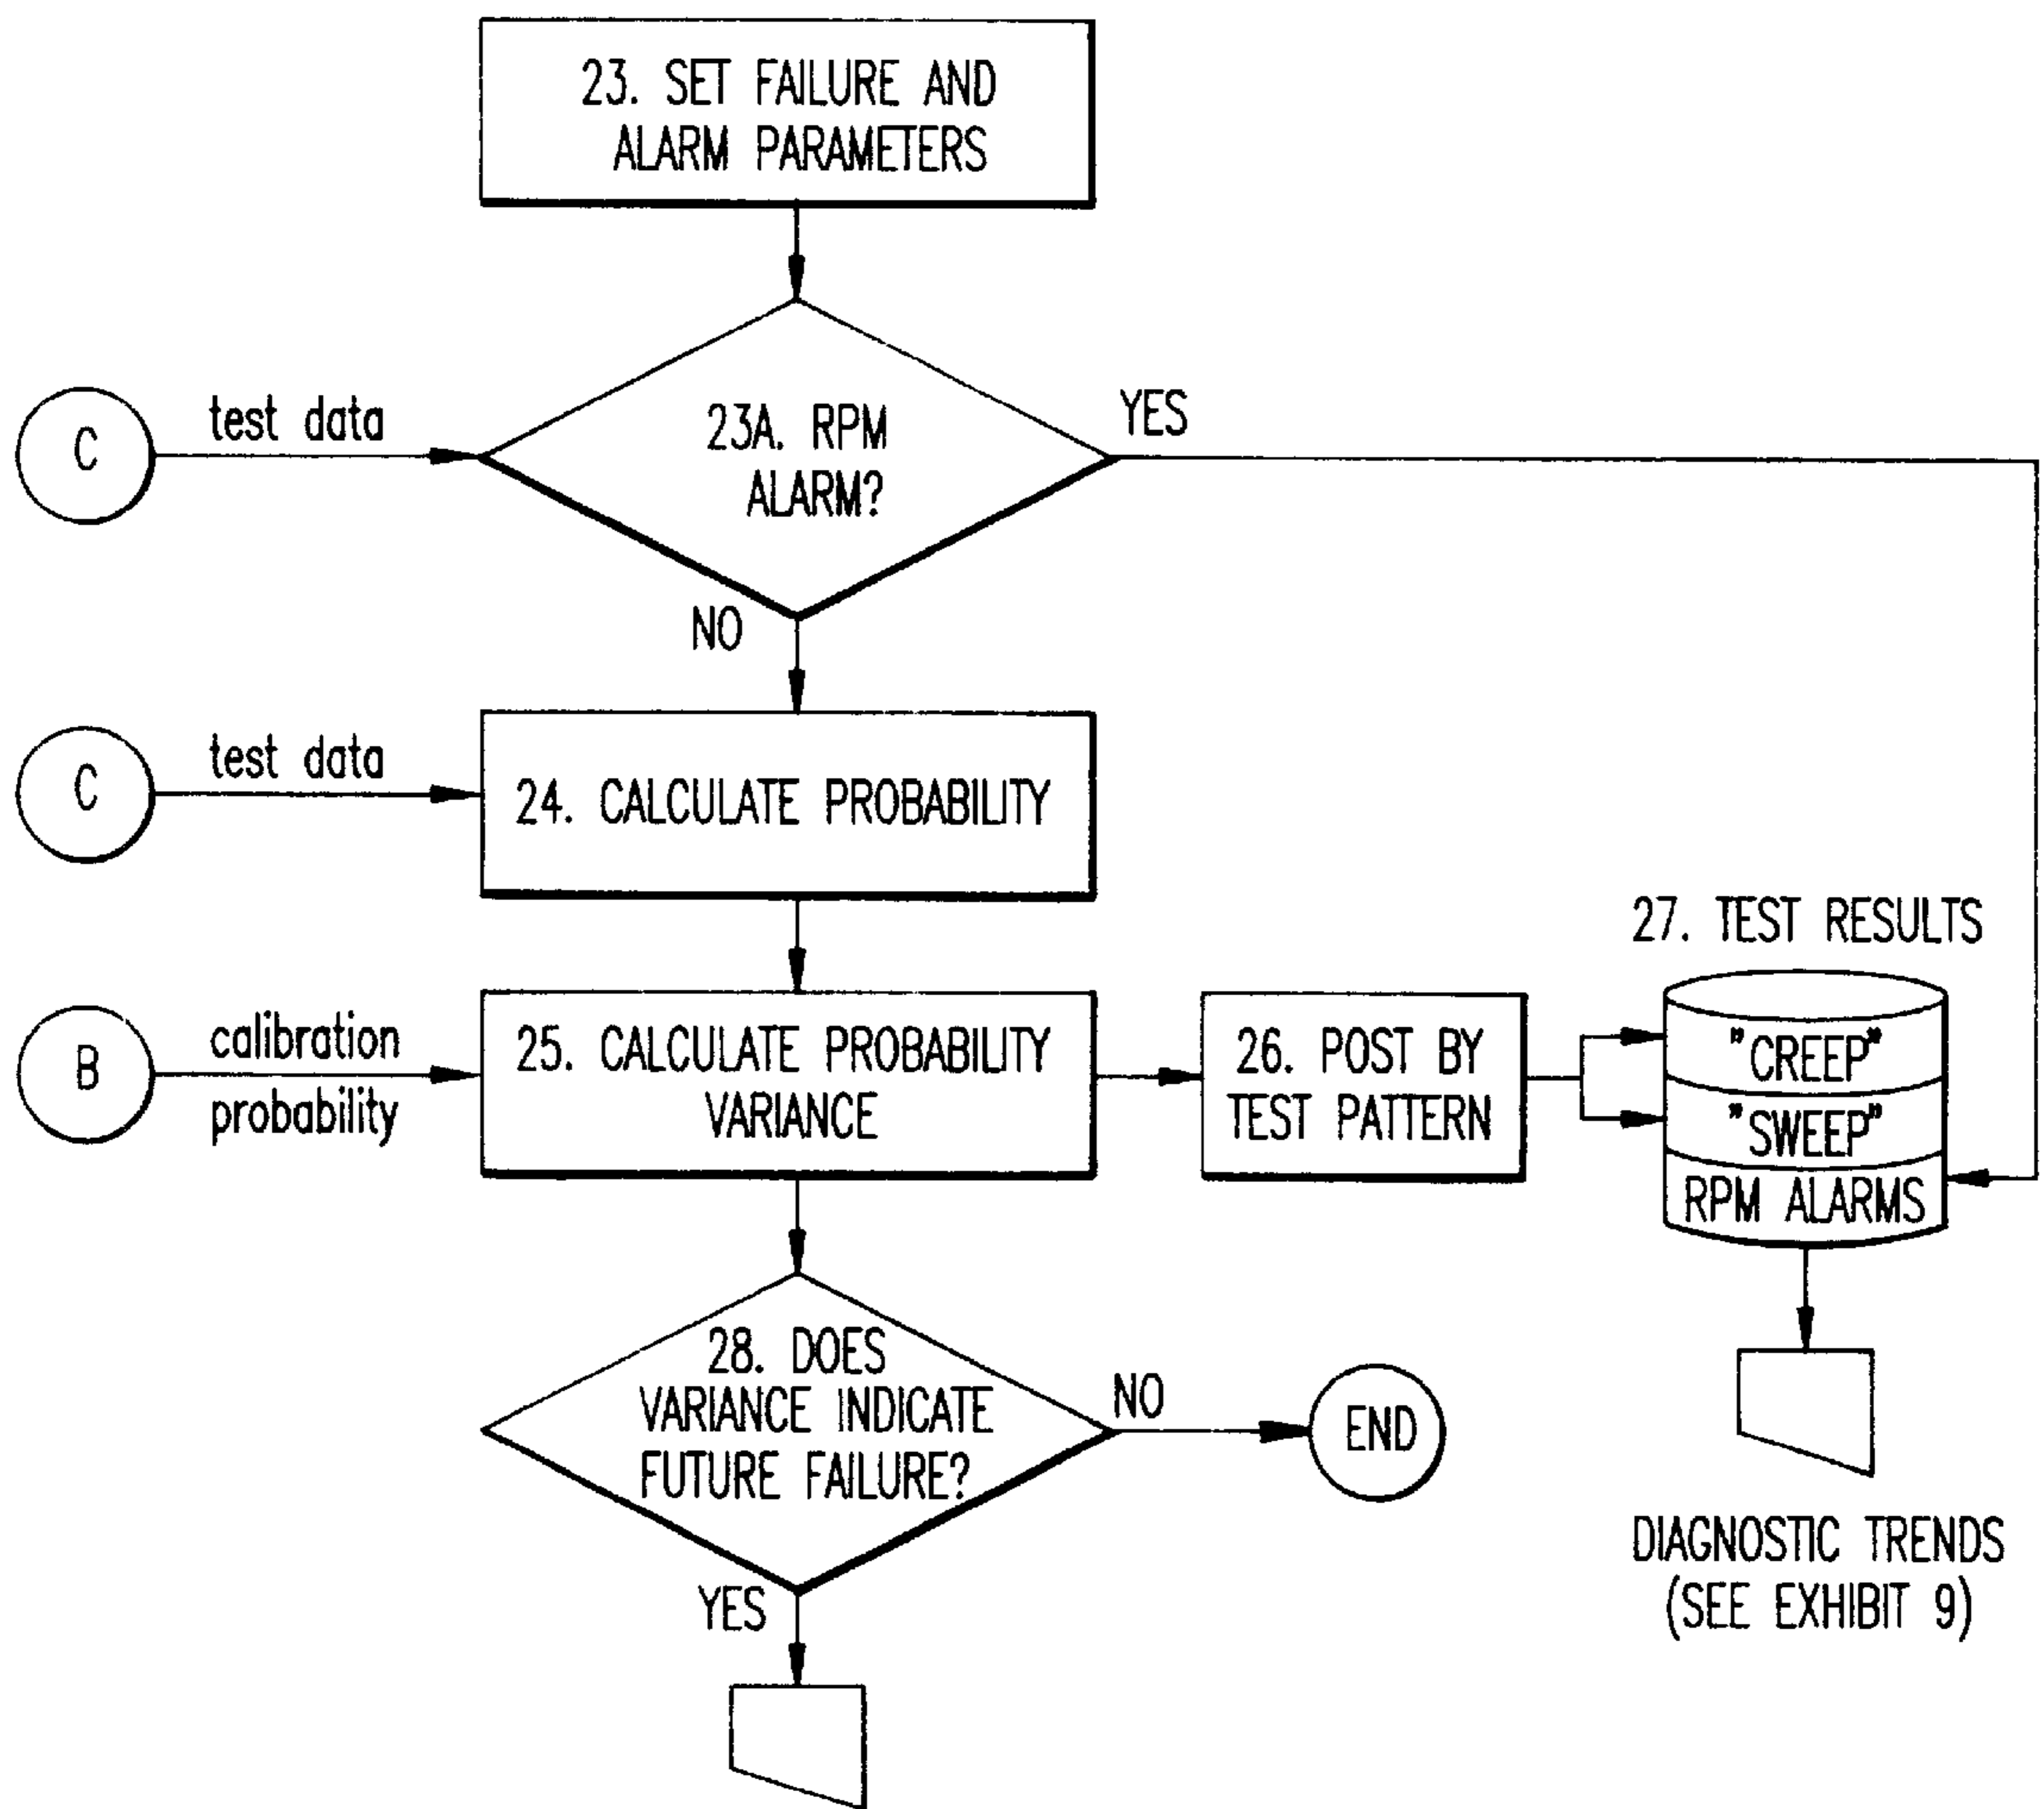 23. SET FAILURE AND
ALARM PARAMETERS
C
test data
23A. RPM
ALARM?
YES
NO
C
test data
24. CALCULATE PROBABILITY
B
calibration
probability
25. CALCULATE PROBABILITY
VARIANCE
26. POST BY
TEST PATTERN
27. TEST RESULTS
"CREEP"
"SWEEP"
RPM ALARMS
28. DOES
VARIANCE INDICATE
FUTURE FAILURE?
NO
END
YES
DIAGNOSTIC TRENDS
(SEE EXHIBIT 9)